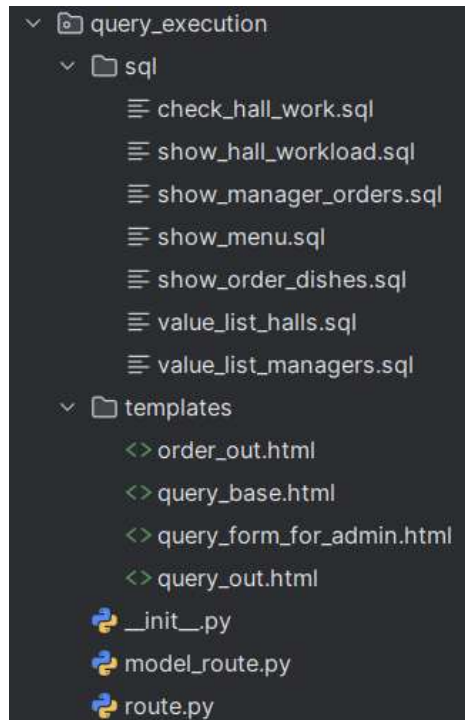 query_execution
sql
check_hall_work.sql
show_hall_workload.sql
show_manager_orders.sql
show_menu.sql
show_order_dishes.sql
value_list_halls.sql
value_list_managers.sql
templates
<> order_out.html
<> query_base.html
<> query_form_for_admin.html
<> query_out.html
__init__.py
model_route.py
route.py